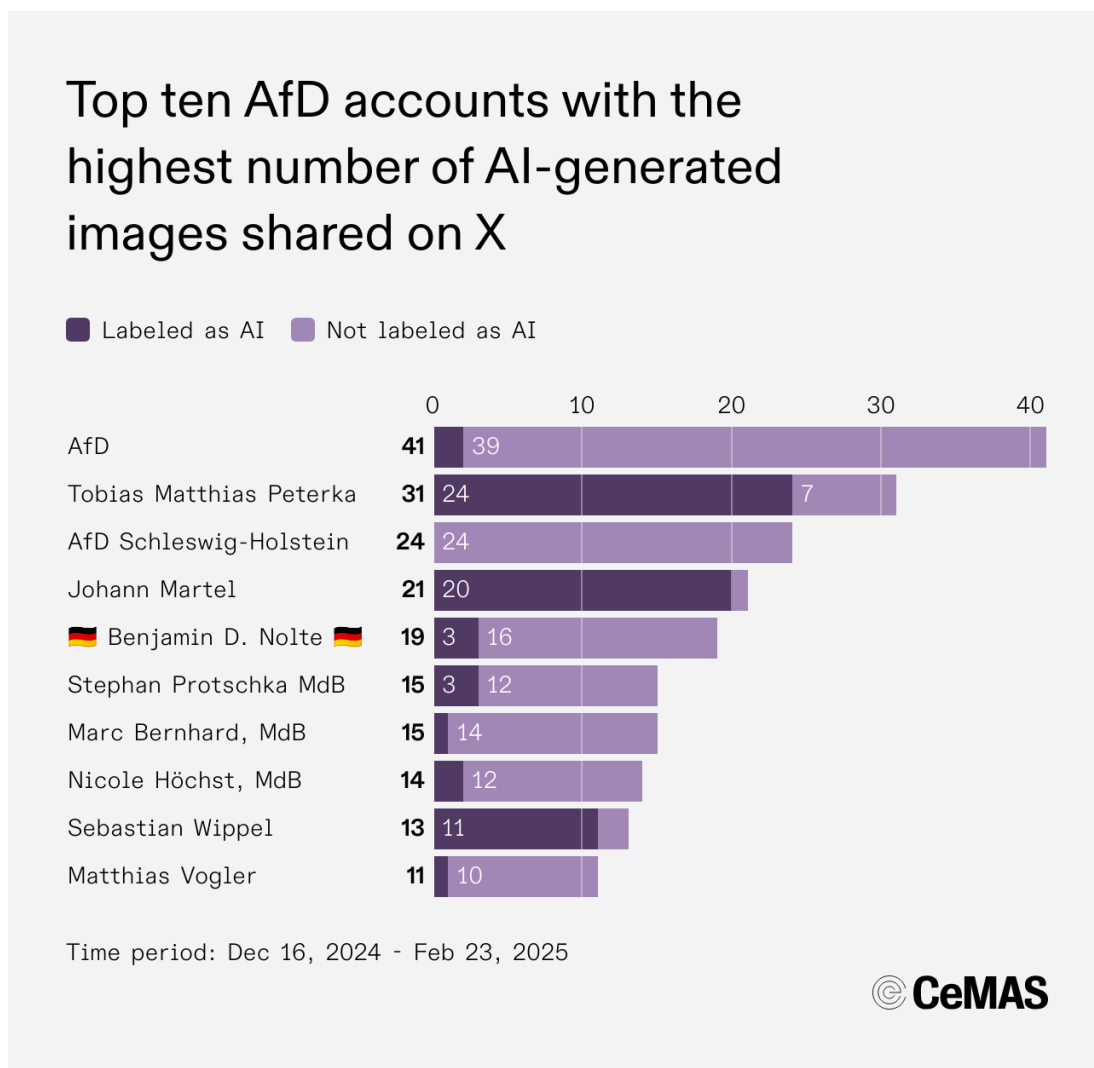 Top ten AfD accounts with the
highest number of AI-generated
images shared on X
Labeled as AI Not labeled as AI
0 10 20 30 40
AfD 41 39
Tobias Matthias Peterka 31 24 7
AfD Schleswig-Holstein 24 24
Johann Martel 21 20
🇩🇪 Benjamin D. Nolte 🇩🇪 19 3 16
Stephan Protschka MdB 15 3 12
Marc Bernhard, MdB 15 14
Nicole Höchst, MdB 14 12
Sebastian Wippel 13 11
Matthias Vogler 11 10
Time period: Dec 16, 2024 - Feb 23, 2025
CeMAS